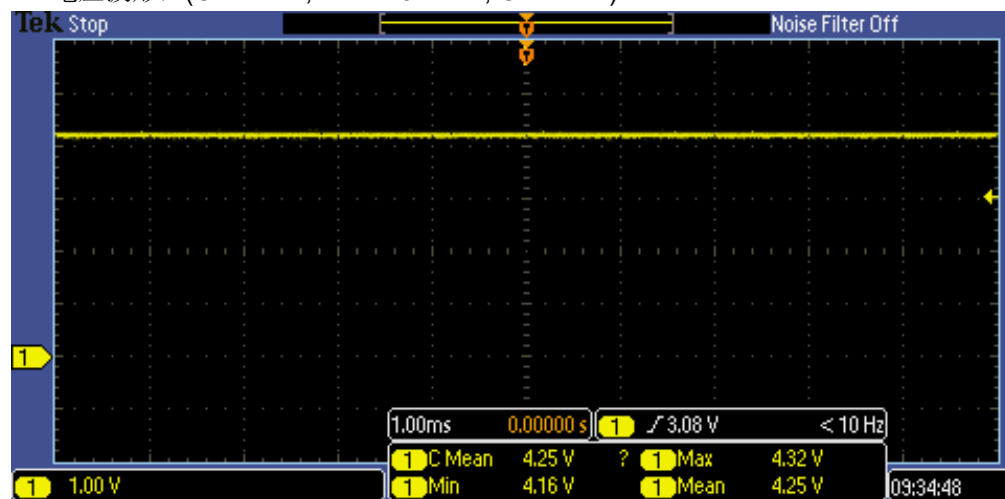 Tek Stop Noise Filter Off
1.00ms 0.00000 s 1 3.08 V < 10 Hz
1 C Mean 4.25 V ? 1 Max 4.32 V
1 Min 4.16 V 1 Mean 4.25 V
1
1 1.00 V
09:34:48